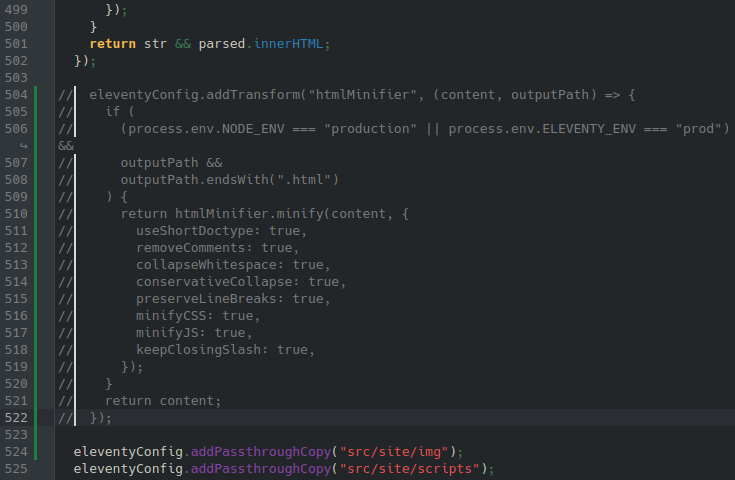 499       });
500     }
501     return str && parsed.innerHTML;
502   });
503
504 //  eleventyConfig.addTransform("htmlMinifier", (content, outputPath) => {
505 //    if (
506 //      (process.env.NODE_ENV === "production" || process.env.ELEVENTY_ENV === "prod")
↪ &&
507 //      outputPath &&
508 //      outputPath.endsWith(".html")
509 //    ) {
510 //      return htmlMinifier.minify(content, {
511 //        useShortDoctype: true,
512 //        removeComments: true,
513 //        collapseWhitespace: true,
514 //        conservativeCollapse: true,
515 //        preserveLineBreaks: true,
516 //        minifyCSS: true,
517 //        minifyJS: true,
518 //        keepClosingSlash: true,
519 //      });
520 //    }
521 //    return content;
522 //  });
523
524   eleventyConfig.addPassthroughCopy("src/site/img");
525   eleventyConfig.addPassthroughCopy("src/site/scripts");